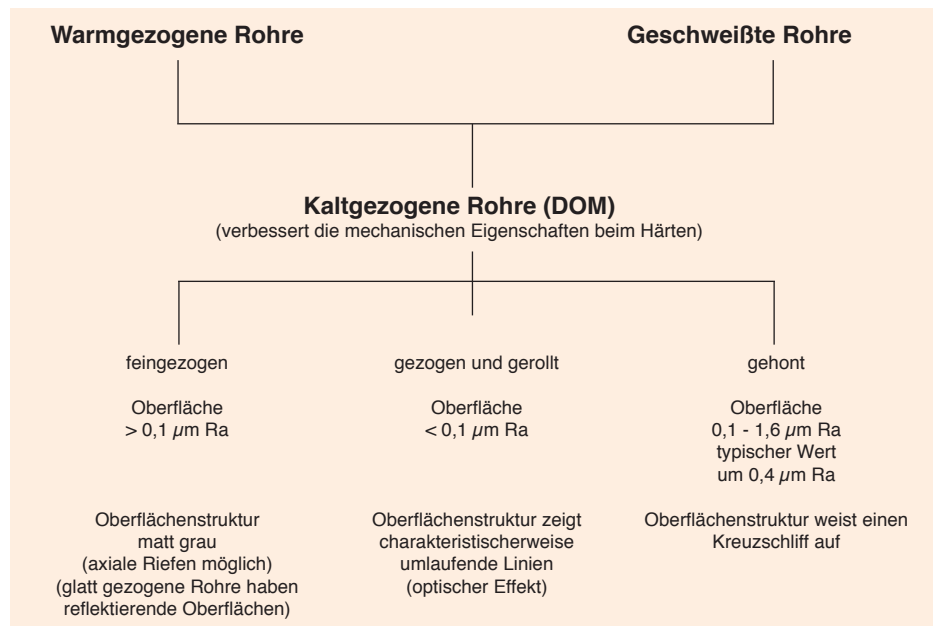 Warmgezogene Rohre
Geschweißte Rohre
Kaltgezogene Rohre (DOM)
(verbessert die mechanischen Eigenschaften beim Härten)
feingezogen
Oberfläche
> 0,1 µm Ra
Oberflächenstruktur
matt grau
(axiale Riefen möglich)
(glatt gezogene Rohre haben
reflektierende Oberflächen)
gezogen und gerollt
Oberfläche
< 0,1 µm Ra
Oberflächenstruktur zeigt
charakteristischerweise
umlaufende Linien
(optischer Effekt)
gehont
Oberfläche
0,1 - 1,6 µm Ra
typischer Wert
um 0,4 µm Ra
Oberflächenstruktur weist einen
Kreuzschliff auf